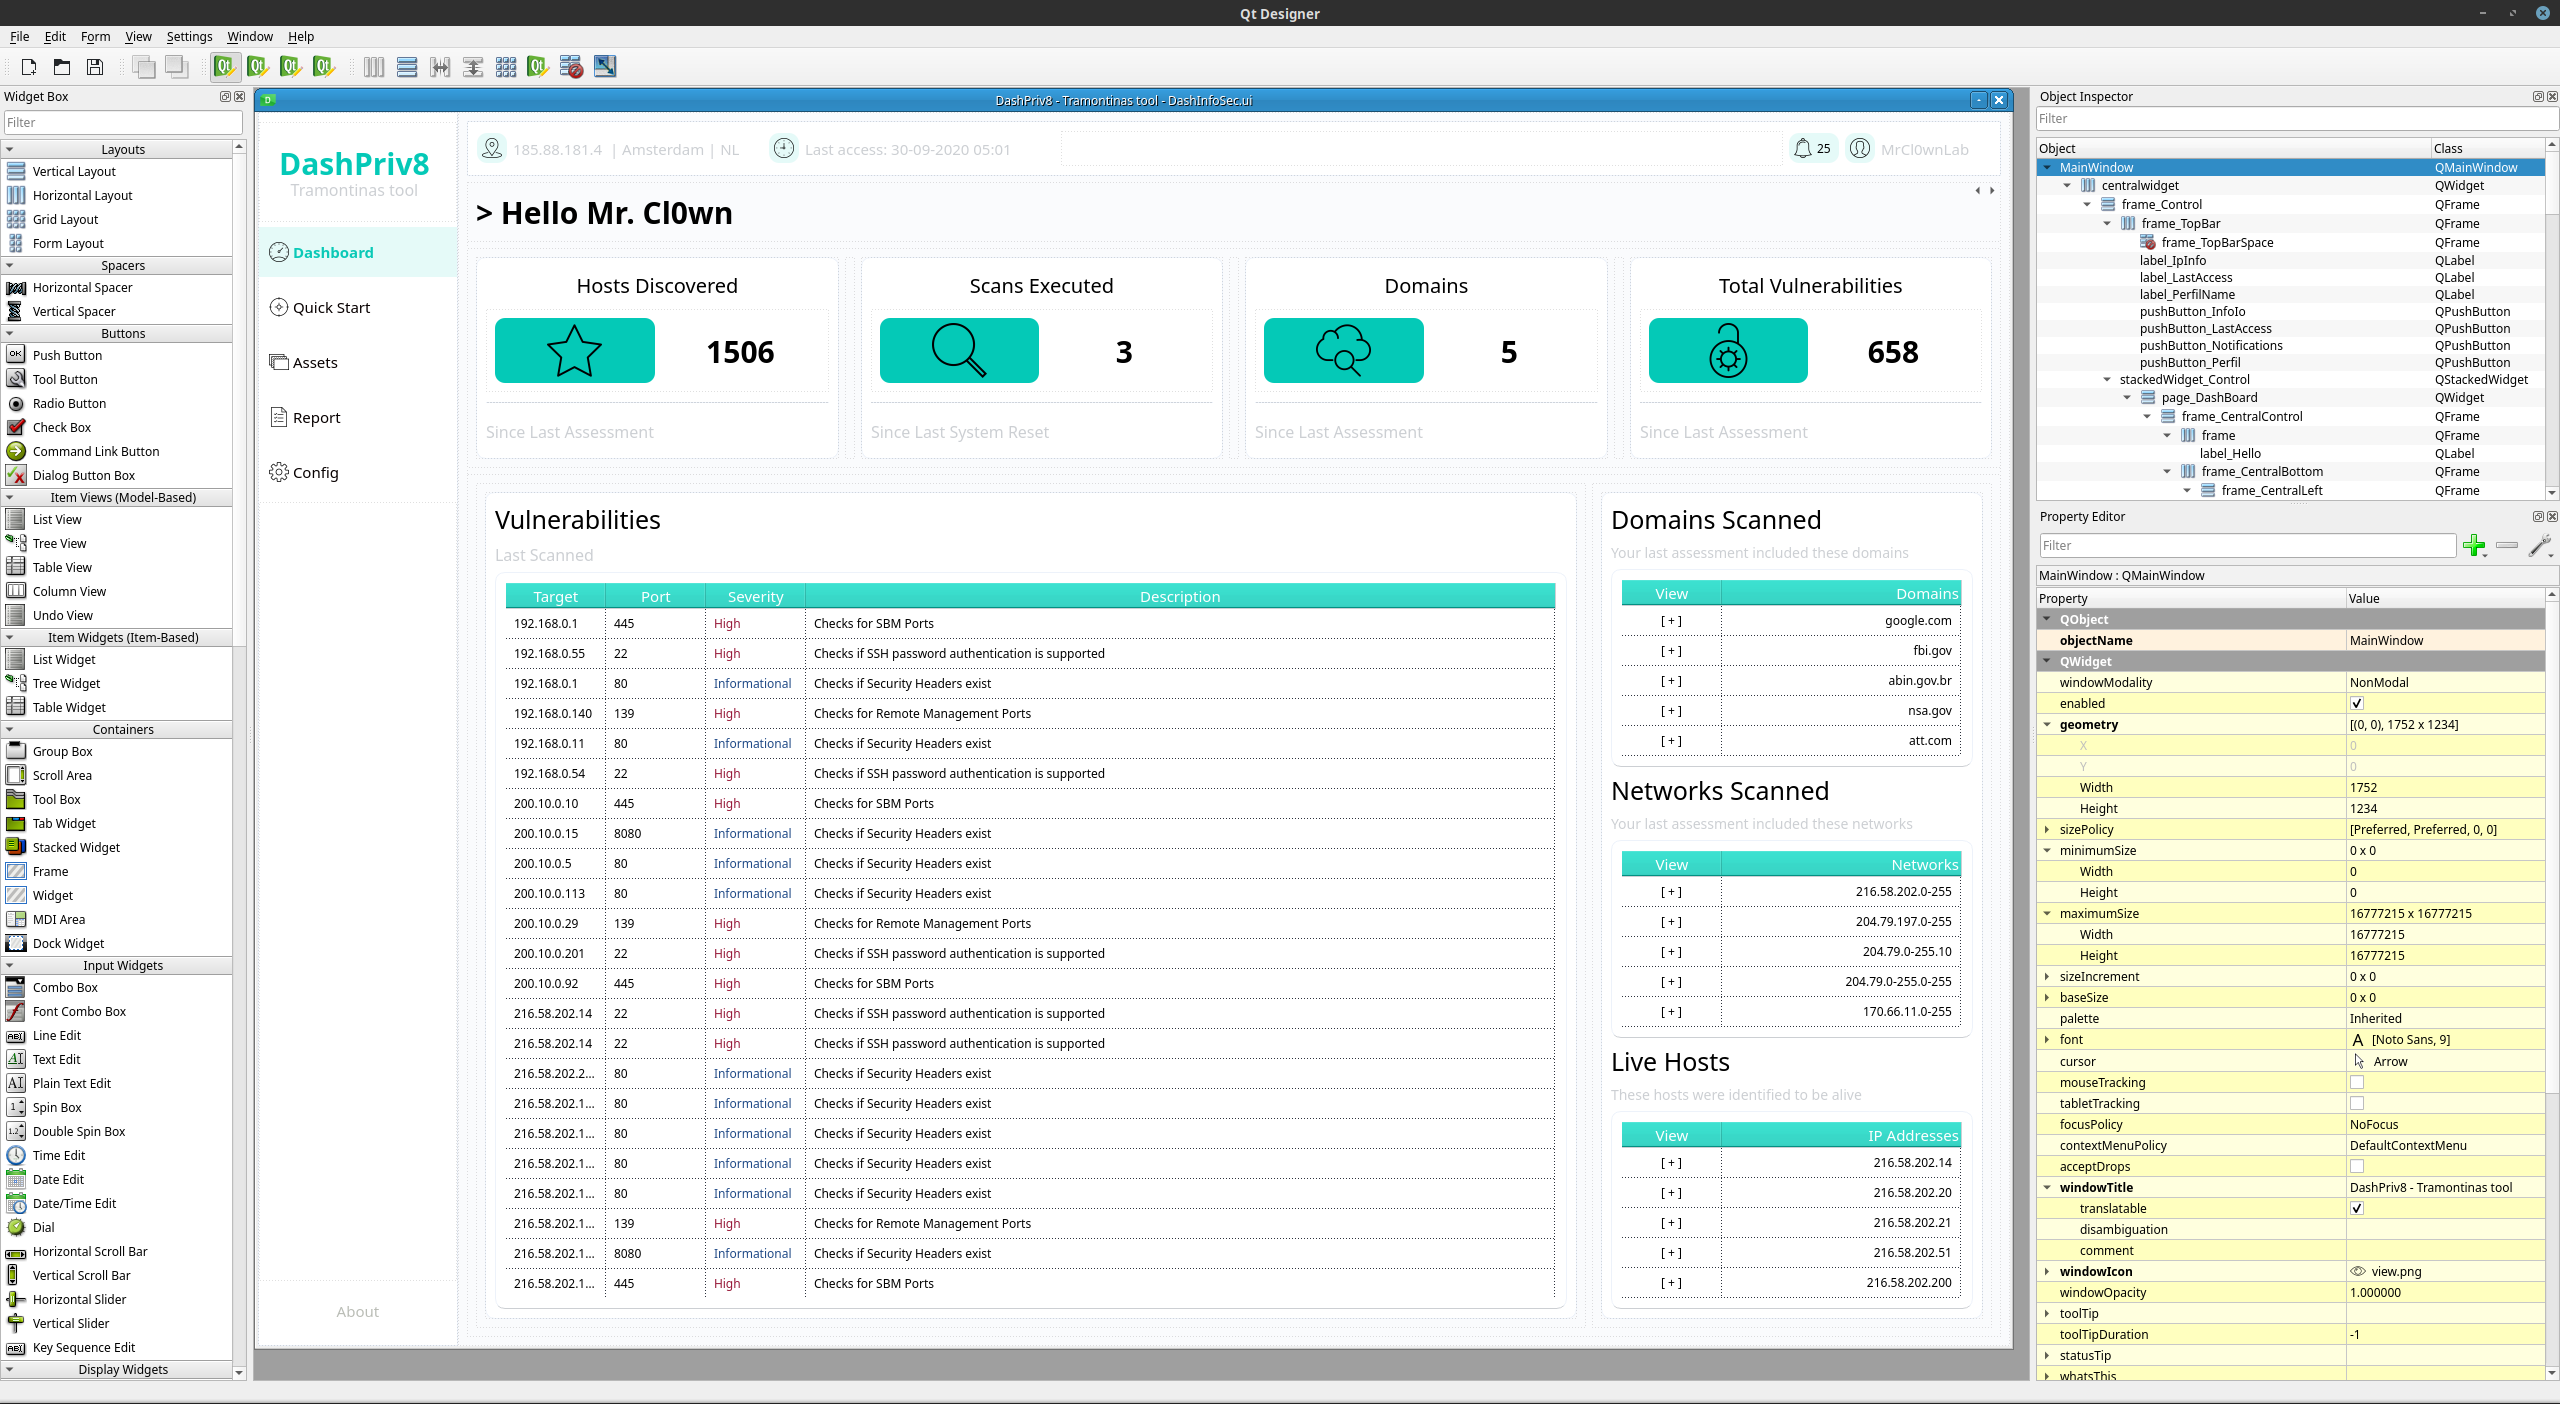 Qt Designer
File Edit Form View Settings Window Help
Widget Box
Filter
Layouts
Vertical Layout
Horizontal Layout
Grid Layout
Form Layout
Spacers
Horizontal Spacer
Vertical Spacer
Buttons
Push Button
Tool Button
Radio Button
Check Box
Command Link Button
Dialog Button Box
Item Views (Model-Based)
List View
Tree View
Table View
Column View
Undo View
Item Widgets (Item-Based)
List Widget
Tree Widget
Table Widget
Containers
Group Box
Scroll Area
Tool Box
Tab Widget
Stacked Widget
Frame
Widget
MDI Area
Dock Widget
Input Widgets
Combo Box
Font Combo Box
Line Edit
Text Edit
Plain Text Edit
Spin Box
Double Spin Box
Time Edit
Date Edit
Date/Time Edit
Dial
Horizontal Scroll Bar
Vertical Scroll Bar
Horizontal Slider
Vertical Slider
Key Sequence Edit
Display Widgets
DashPriv8 - Tramontinas tool - DashInfoSec.ui
DashPriv8
Tramontinas tool
Dashboard
Quick Start
Assets
Report
Config
About
185.88.181.4 | Amsterdam | NL Last access: 30-09-2020 05:01 25 MrCl0wnLab
> Hello Mr. Cl0wn
Hosts Discovered
1506
Since Last Assessment
Scans Executed
3
Since Last System Reset
Domains
5
Since Last Assessment
Total Vulnerabilities
658
Since Last Assessment
Vulnerabilities
Last Scanned
Target Port Severity Description
192.168.0.1 445 High Checks for SBM Ports
192.168.0.55 22 High Checks if SSH password authentication is supported
192.168.0.1 80 Informational Checks if Security Headers exist
192.168.0.140 139 High Checks for Remote Management Ports
192.168.0.11 80 Informational Checks if Security Headers exist
192.168.0.54 22 High Checks if SSH password authentication is supported
200.10.0.10 445 High Checks for SBM Ports
200.10.0.15 8080 Informational Checks if Security Headers exist
200.10.0.5 80 Informational Checks if Security Headers exist
200.10.0.113 80 Informational Checks if Security Headers exist
200.10.0.29 139 High Checks for Remote Management Ports
200.10.0.201 22 High Checks if SSH password authentication is supported
200.10.0.92 445 High Checks for SBM Ports
216.58.202.14 22 High Checks if SSH password authentication is supported
216.58.202.14 22 High Checks if SSH password authentication is supported
216.58.202.2... 80 Informational Checks if Security Headers exist
216.58.202.1... 80 Informational Checks if Security Headers exist
216.58.202.1... 80 Informational Checks if Security Headers exist
216.58.202.1... 80 Informational Checks if Security Headers exist
216.58.202.1... 80 Informational Checks if Security Headers exist
216.58.202.1... 139 High Checks for Remote Management Ports
216.58.202.1... 8080 Informational Checks if Security Headers exist
216.58.202.1... 445 High Checks for SBM Ports
Domains Scanned
Your last assessment included these domains
View Domains
[ + ] google.com
[ + ] fbi.gov
[ + ] abin.gov.br
[ + ] nsa.gov
[ + ] att.com
Networks Scanned
Your last assessment included these networks
View Networks
[ + ] 216.58.202.0-255
[ + ] 204.79.197.0-255
[ + ] 204.79.0-255.10
[ + ] 204.79.0-255.0-255
[ + ] 170.66.11.0-255
Live Hosts
These hosts were identified to be alive
View IP Addresses
[ + ] 216.58.202.14
[ + ] 216.58.202.20
[ + ] 216.58.202.21
[ + ] 216.58.202.51
[ + ] 216.58.202.200
Object Inspector
Filter
Object Class
MainWindow QMainWindow
centralwidget QWidget
frame_Control QFrame
frame_TopBar QFrame
frame_TopBarSpace QFrame
label_IpInfo QLabel
label_LastAccess QLabel
label_PerfilName QLabel
pushButton_InfoIo QPushButton
pushButton_LastAccess QPushButton
pushButton_Notifications QPushButton
pushButton_Perfil QPushButton
stackedWidget_Control QStackedWidget
page_DashBoard QWidget
frame_CentralControl QFrame
frame QFrame
label_Hello QLabel
frame_CentralBottom QFrame
frame_CentralLeft QFrame
Property Editor
Filter
MainWindow : QMainWindow
Property Value
QObject
objectName MainWindow
QWidget
windowModality NonModal
enabled
geometry [(0, 0), 1752 x 1234]
X 0
Y 0
Width 1752
Height 1234
sizePolicy [Preferred, Preferred, 0, 0]
minimumSize 0 x 0
Width 0
Height 0
maximumSize 16777215 x 16777215
Width 16777215
Height 16777215
sizeIncrement 0 x 0
baseSize 0 x 0
palette Inherited
font A [Noto Sans, 9]
cursor Arrow
mouseTracking
tabletTracking
focusPolicy NoFocus
contextMenuPolicy DefaultContextMenu
acceptDrops
windowTitle DashPriv8 - Tramontinas tool
translatable
disambiguation
comment
windowIcon view.png
windowOpacity 1.000000
toolTip
toolTipDuration -1
statusTip
whatsThis